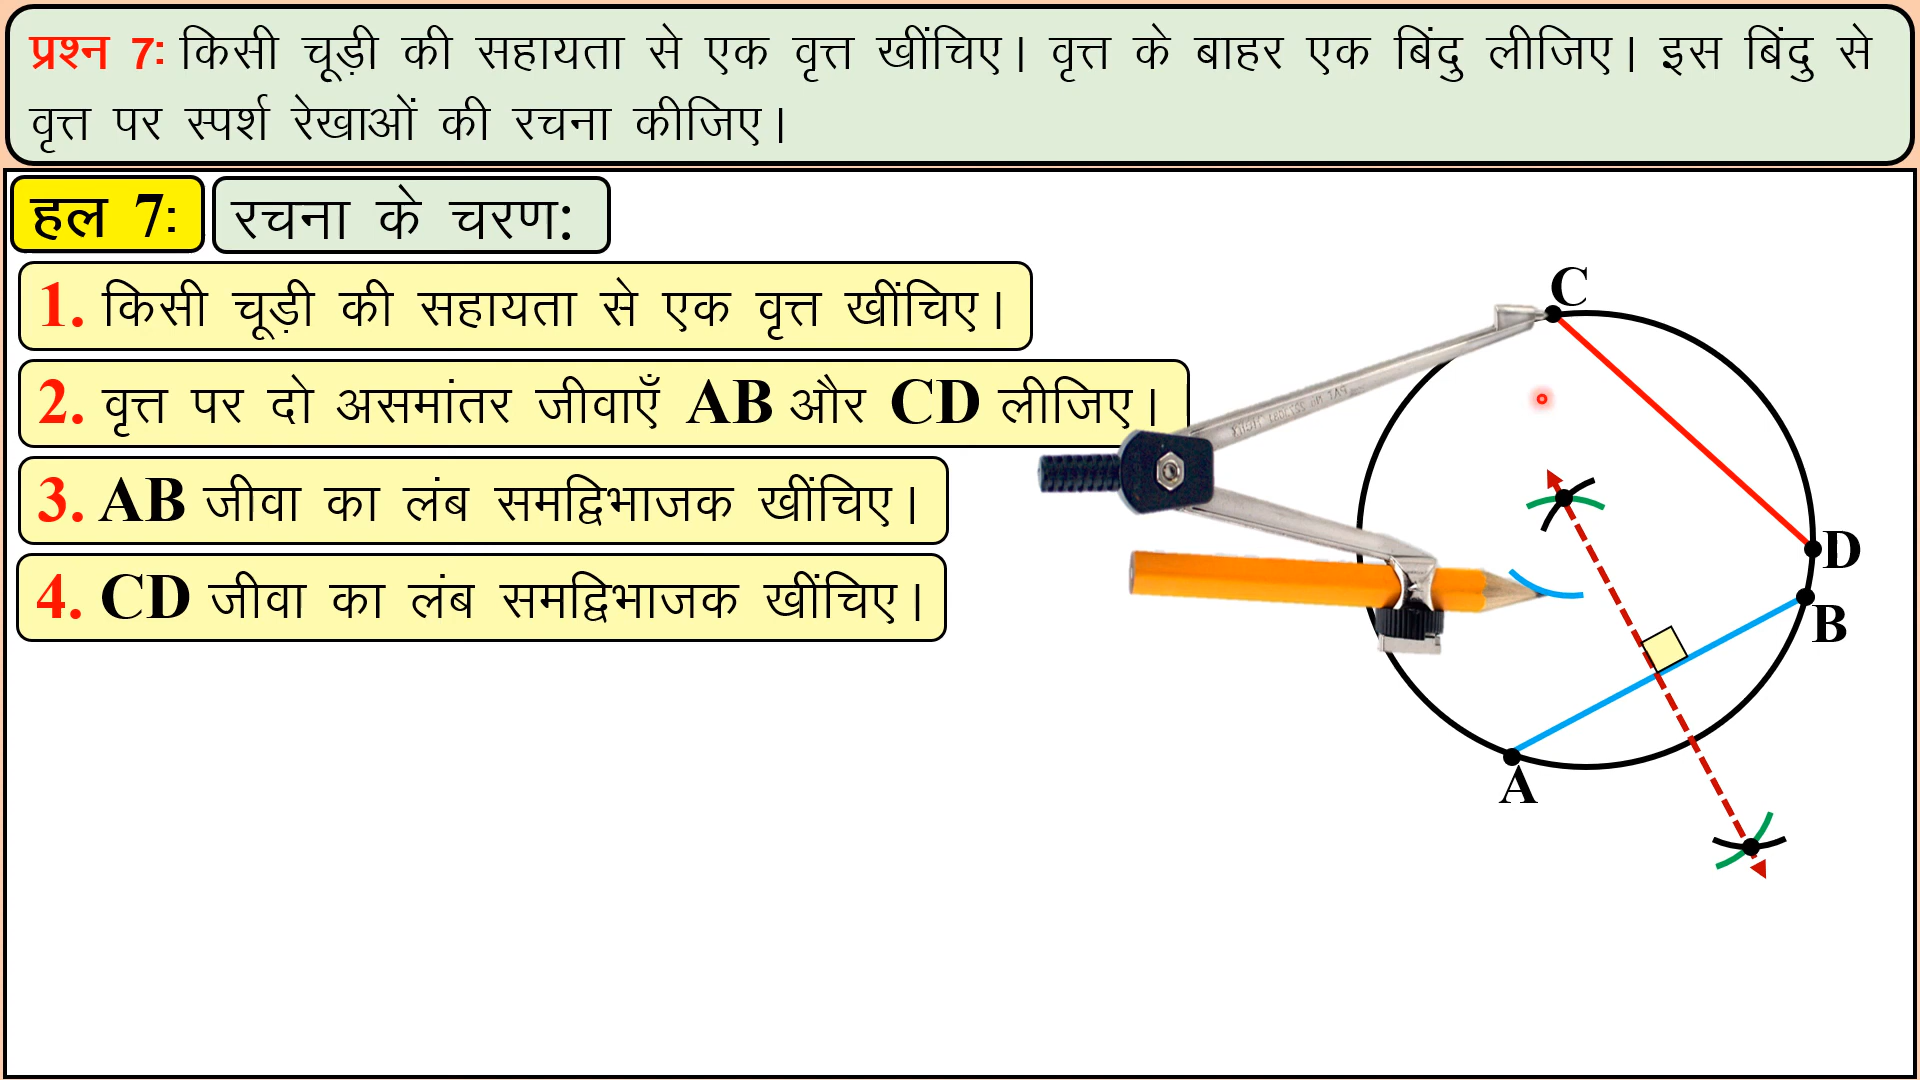 प्रश्न 7: किसी चूड़ी की सहायता से एक वृत्त खींचिए। वृत्त के बाहर एक बिंदु लीजिए। इस बिंदु से
वृत्त पर स्पर्श रेखाओं की रचना कीजिए।
हल 7: रचना के चरण:
1. किसी चूड़ी की सहायता से एक वृत्त खींचिए।
2. वृत्त पर दो असमांतर जीवाएँ AB और CD लीजिए।
3. AB जीवा का लंब समद्विभाजक खींचिए।
4. CD जीवा का लंब समद्विभाजक खींचिए।
C
D
B
A